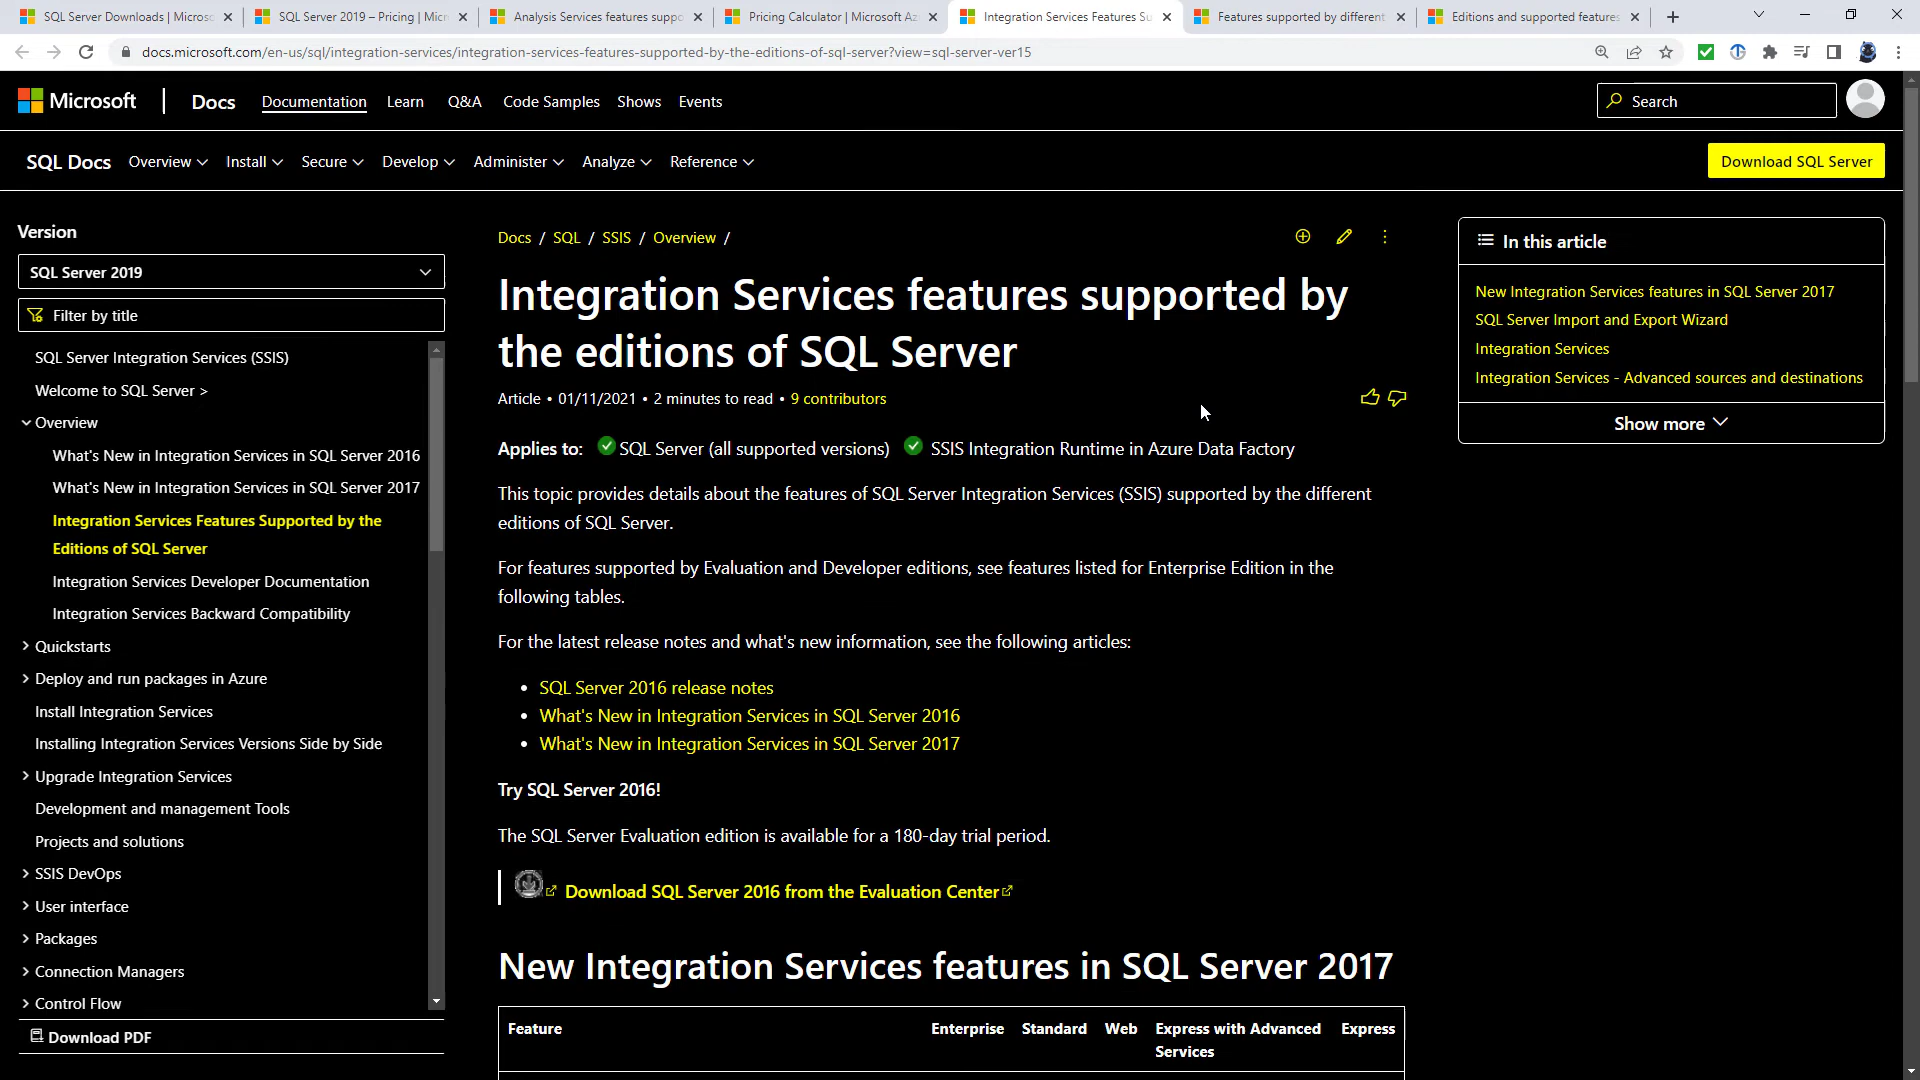 SQL Server Downloads | Micros
SQL Server 2019 – Pricing | Mic
Analysis Services features supp
Pricing Calculator | Microsoft Az
Integration Services Features Su
Features supported by different
Editions and supported features
docs.microsoft.com/en-us/sql/integration-services/integration-services-features-supported-by-the-editions-of-sql-server?view=sql-server-ver15
Microsoft
Docs
Documentation
Learn
Q&A
Code Samples
Shows
Events
Search
SQL Docs
Overview
Install
Secure
Develop
Administer
Analyze
Reference
Download SQL Server
Version
SQL Server 2019
Filter by title
SQL Server Integration Services (SSIS)
Welcome to SQL Server >
Overview
What's New in Integration Services in SQL Server 2016
What's New in Integration Services in SQL Server 2017
Integration Services Features Supported by the
Editions of SQL Server
Integration Services Developer Documentation
Integration Services Backward Compatibility
Quickstarts
Deploy and run packages in Azure
Install Integration Services
Installing Integration Services Versions Side by Side
Upgrade Integration Services
Development and management Tools
Projects and solutions
SSIS DevOps
User interface
Packages
Connection Managers
Control Flow
Download PDF
Docs / SQL / SSIS / Overview /
Integration Services features supported by
the editions of SQL Server
Article • 01/11/2021 • 2 minutes to read • 9 contributors
Applies to: SQL Server (all supported versions) SSIS Integration Runtime in Azure Data Factory
This topic provides details about the features of SQL Server Integration Services (SSIS) supported by the different
editions of SQL Server.
For features supported by Evaluation and Developer editions, see features listed for Enterprise Edition in the
following tables.
For the latest release notes and what's new information, see the following articles:
• SQL Server 2016 release notes
• What's New in Integration Services in SQL Server 2016
• What's New in Integration Services in SQL Server 2017
Try SQL Server 2016!
The SQL Server Evaluation edition is available for a 180-day trial period.
Download SQL Server 2016 from the Evaluation Center
New Integration Services features in SQL Server 2017
Feature Enterprise Standard Web Express with Advanced Express
Services
In this article
New Integration Services features in SQL Server 2017
SQL Server Import and Export Wizard
Integration Services
Integration Services - Advanced sources and destinations
Show more